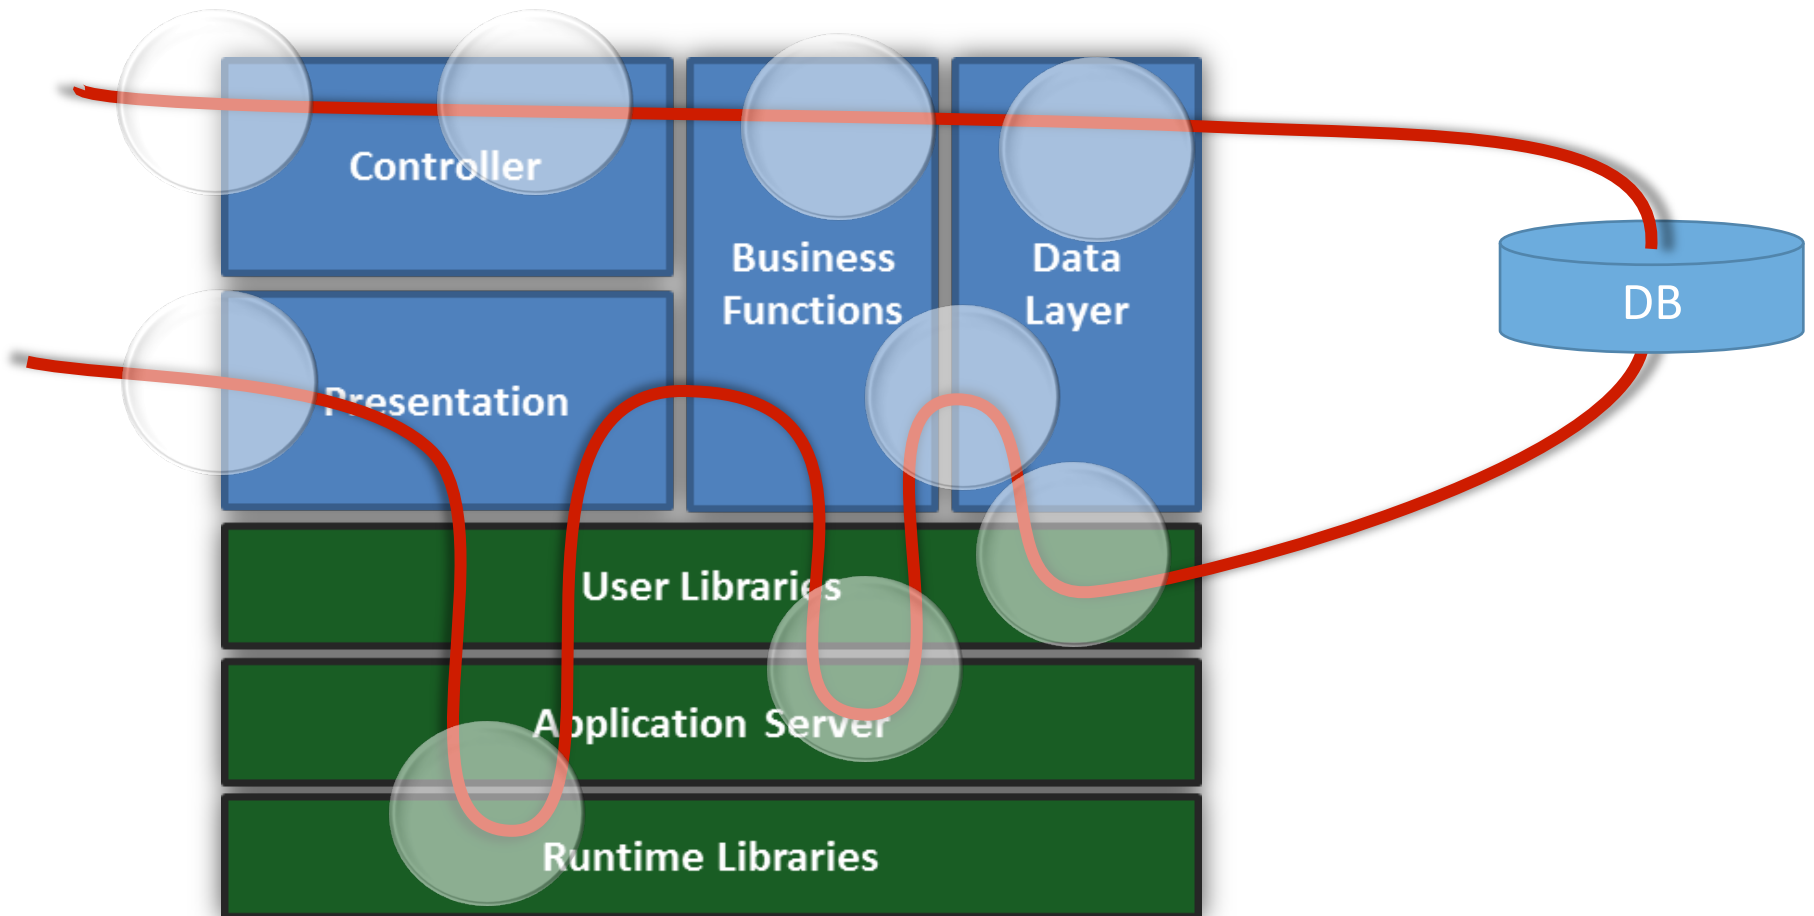 Controller
Business
Functions
Data
Layer
DB
Presentation
User Libraries
Application Server
Runtime Libraries